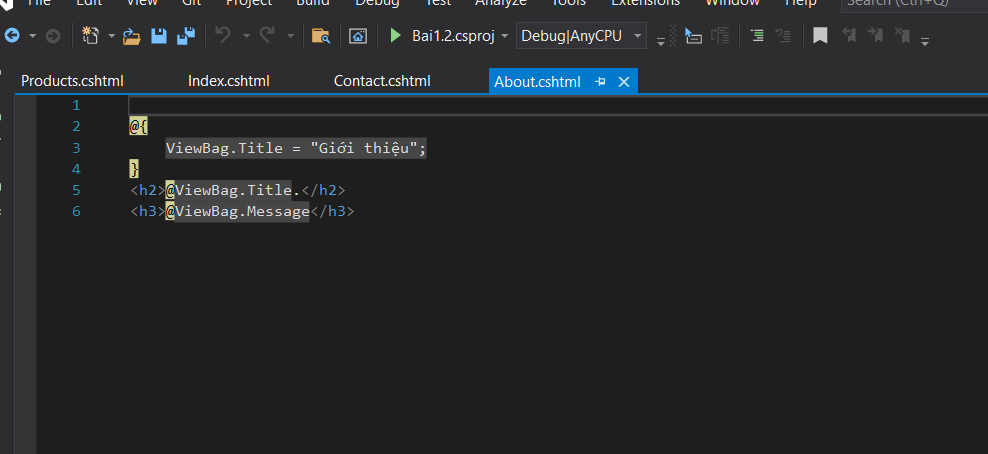 File Edit View Git Project Build Debug Test Analyze Tools Extensions Window Help Search (Ctrl+Q)
Bai1.2.csproj Debug|AnyCPU
Products.cshtml Index.cshtml Contact.cshtml About.cshtml
1
2 @{
3 ViewBag.Title = "Giới thiệu";
4 }
5 <h2>@ViewBag.Title.</h2>
6 <h3>@ViewBag.Message</h3>